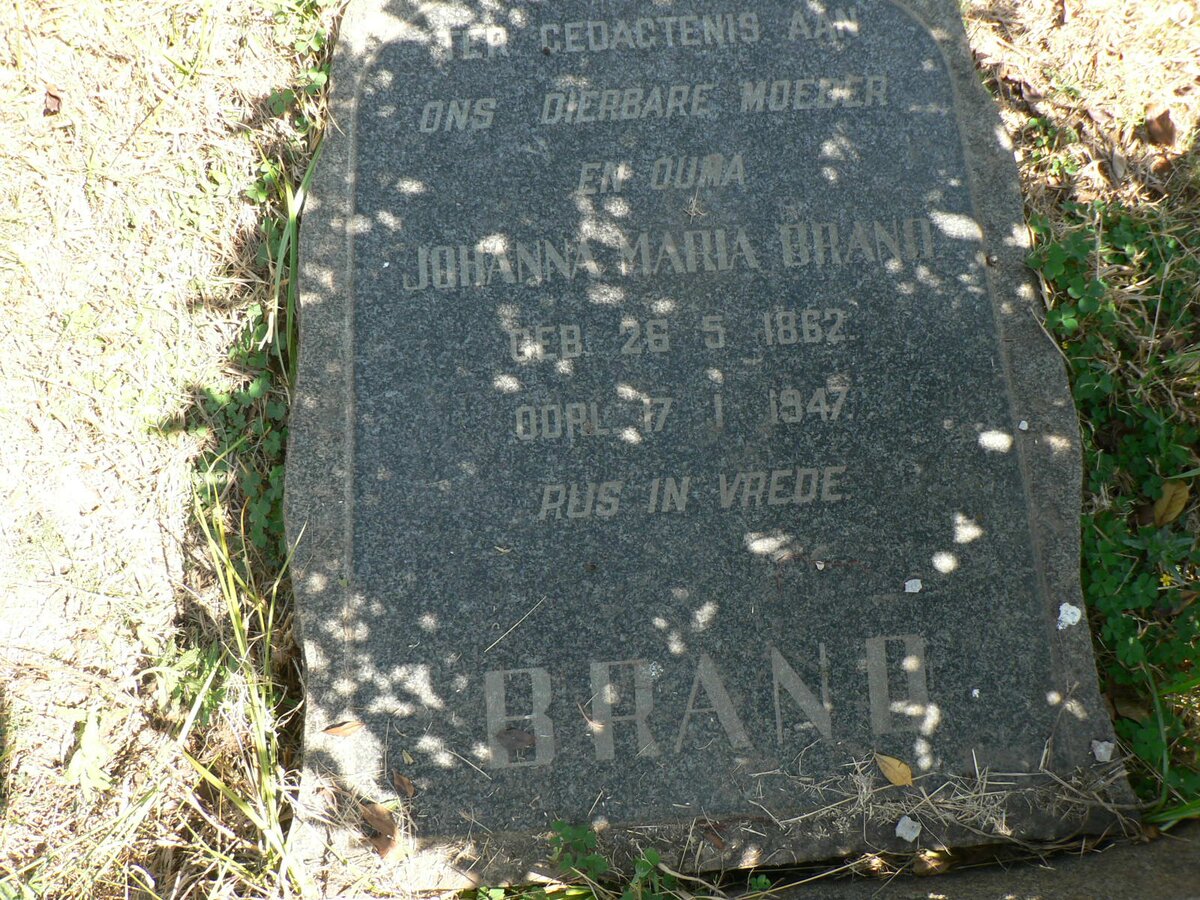 TER GEDACTENIS AAN
ONS DIERBARE MOEDER
EN OUMA
JOHANNA MARIA BRAND
GEB. 26 5 1862.
OORL. 17 1 1947.
RUS IN VREDE
BRAND